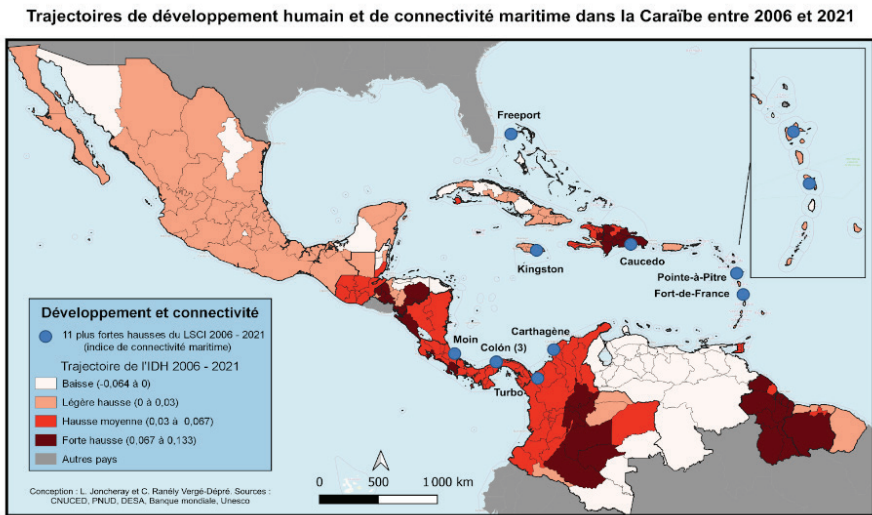 Trajectoires de développement humain et de connectivité maritime dans la Caraïbe entre 2006 et 2021
Freeport
Kingston
Caucedo
Pointe-à-Pitre
Fort-de-France
Carthagène
Moin
Colón (3)
Turbo
Développement et connectivité
11 plus fortes hausses du LSCI 2006 - 2021
(indice de connectivité maritime)
Trajectoire de l'IDH 2006 - 2021
Baisse (-0,064 à 0)
Légère hausse (0 à 0,03)
Hausse moyenne (0,03 à 0,067)
Forte hausse (0,067 à 0,133)
Autres pays
Conception : L. Joncheray et C. Ranély Vergé-Dépré. Sources :
CNUCED, PNUD, DESA, Banque mondiale, Unesco
0 500 1 000 km